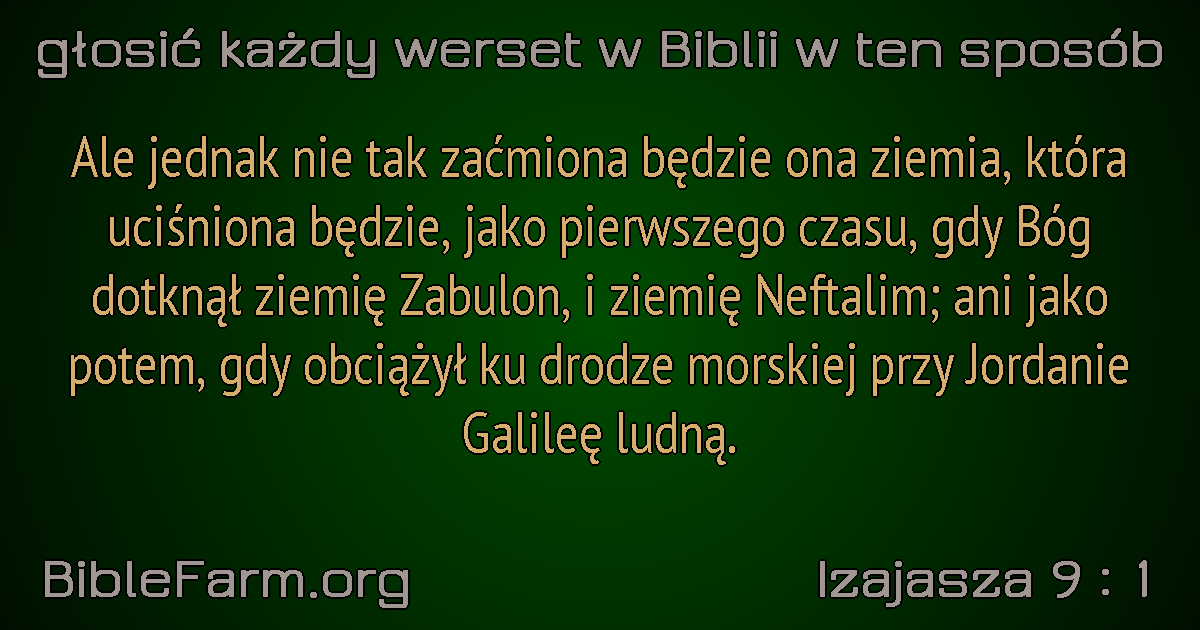 głosić każdy werset w Biblii w ten sposób
Ale jednak nie tak zaćmiona będzie ona ziemia, która
uciśniona będzie, jako pierwszego czasu, gdy Bóg
dotknął ziemię Zabulon, i ziemię Neftalim; ani jako
potem, gdy obciążył ku drodze morskiej przy Jordanie
Galileę ludną.
BibleFarm.org
Izajasza 9 : 1